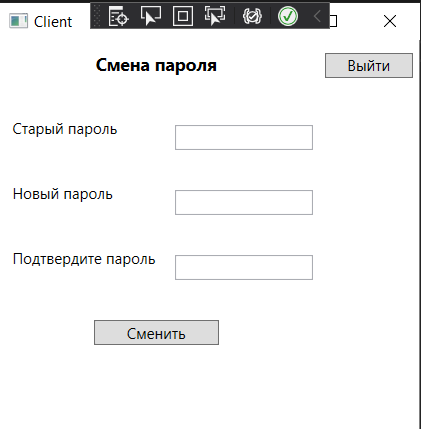 Client
Смена пароля
Выйти
Старый пароль
Новый пароль
Подтвердите пароль
Сменить